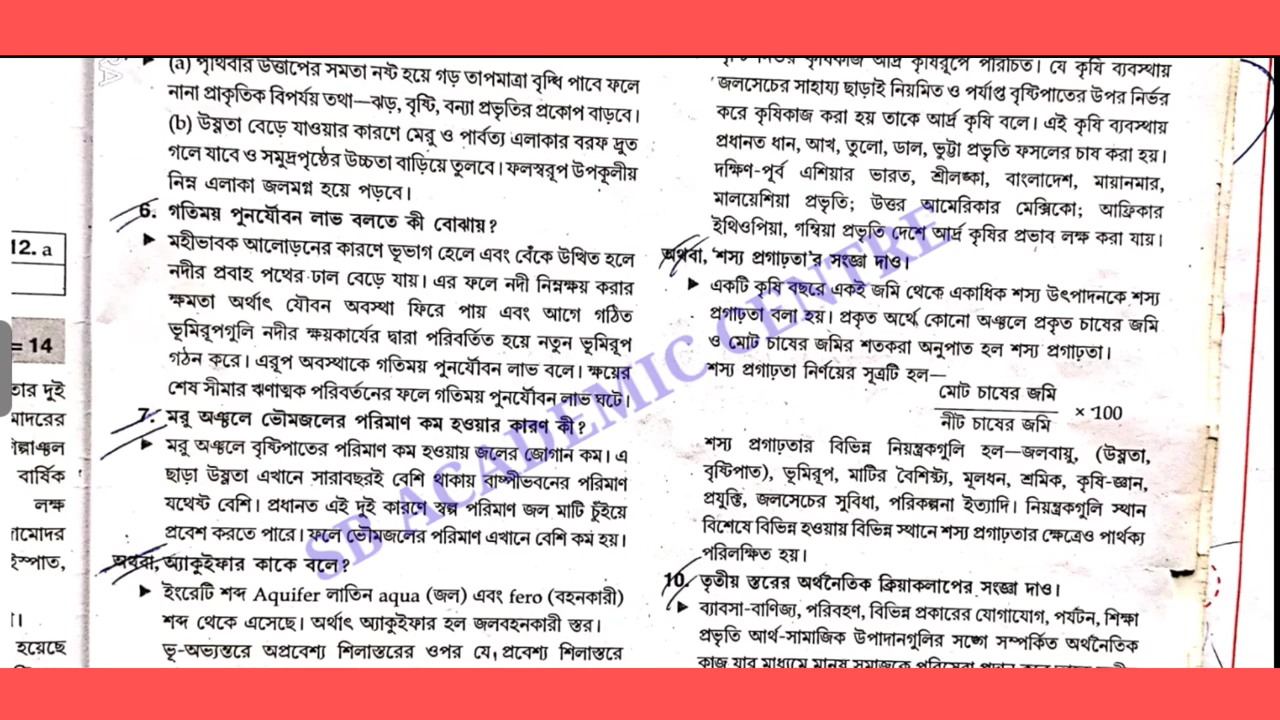 (a) পৃথিবীর উত্তাপের সমতা নষ্ট হয়ে গড় তাপমাত্রা বৃদ্ধি পাবে ফলে
নানা প্রাকৃতিক বিপর্যয় তথা—ঝড়, বৃষ্টি, বন্যা প্রভৃতির প্রকোপ বাড়বে।
(b) উষ্ণতা বেড়ে যাওয়ার কারণে মেরু ও পার্বত্য এলাকার বরফ দ্রুত
গলে যাবে ও সমুদ্রপৃষ্ঠের উচ্চতা বাড়িয়ে তুলবে। ফলস্বরূপ উপকূলীয়
নিম্ন এলাকা জলমগ্ন হয়ে পড়বে।
6. গতিময় পুনর্যৌবন লাভ বলতে কী বোঝায়?
মহীভাবক আলোড়নের কারণে ভূভাগ হেলে এবং বেঁকে উত্থিত হলে
নদীর প্রবাহ পথের ঢাল বেড়ে যায়। এর ফলে নদী নিম্নক্ষয় করার
ক্ষমতা অর্থাৎ যৌবন অবস্থা ফিরে পায় এবং আগে গঠিত
ভূমিরূপগুলি নদীর ক্ষয়কার্যের দ্বারা পরিবর্তিত হয়ে নতুন ভূমিরূপ
গঠন করে। এরূপ অবস্থাকে গতিময় পুনর্যৌবন লাভ বলে। ক্ষয়ের
শেষ সীমার ঋণাত্মক পরিবর্তনের ফলে গতিময় পুনর্যৌবন লাভ ঘটে।
7. মরু অঞ্চলে ভৌমজলের পরিমাণ কম হওয়ার কারণ কী?
মরু অঞ্চলে বৃষ্টিপাতের পরিমাণ কম হওয়ায় জলের জোগান কম। এ
ছাড়া উষ্ণতা এখানে সারাবছরই বেশি থাকায় বাষ্পীভবনের পরিমাণ
যথেষ্ট বেশি। প্রধানত এই দুই কারণে স্বল্প পরিমাণ জল মাটি চুঁইয়ে
প্রবেশ করতে পারে। ফলে ভৌমজলের পরিমাণ এখানে বেশি কম হয়।
অথবা, অ্যাকুইফার কাকে বলে?
ইংরেটি শব্দ Aquifer লাতিন aqua (জল) এবং fero (বহনকারী)
শব্দ থেকে এসেছে। অর্থাৎ অ্যাকুইফার হল জলবহনকারী স্তর।
ভূ-অভ্যন্তরে অপ্রবেশ্য শিলাস্তরের ওপর যে, প্রবেশ্য শিলাস্তরে
কৃষিকাজ আর্দ্র কৃষিরূপে পরিচিত। যে কৃষি ব্যবস্থায়
জলসেচের সাহায্য ছাড়াই নিয়মিত ও পর্যাপ্ত বৃষ্টিপাতের উপর নির্ভর
করে কৃষিকাজ করা হয় তাকে আর্দ্র কৃষি বলে। এই কৃষি ব্যবস্থায়
প্রধানত ধান, আখ, তুলো, ডাল, ভুট্টা প্রভৃতি ফসলের চাষ করা হয়।
দক্ষিণ-পূর্ব এশিয়ার ভারত, শ্রীলঙ্কা, বাংলাদেশ, মায়ানমার,
মালয়েশিয়া প্রভৃতি; উত্তর আমেরিকার মেক্সিকো; আফ্রিকার
ইথিওপিয়া, গম্বিয়া প্রভৃতি দেশে আর্দ্র কৃষির প্রভাব লক্ষ করা যায়।
অথবা, 'শস্য প্রগাঢ়তা'র সংজ্ঞা দাও।
একটি কৃষি বছরে একই জমি থেকে একাধিক শস্য উৎপাদনকে শস্য
প্রগাঢ়তা বলা হয়। প্রকৃত অর্থে কোনো অঞ্চলে প্রকৃত চাষের জমি
ও মোট চাষের জমির শতকরা অনুপাত হল শস্য প্রগাঢ়তা।
শস্য প্রগাঢ়তা নির্ণয়ের সূত্রটি হল—
মোট চাষের জমি
× 100
নীট চাষের জমি
শস্য প্রগাঢ়তার বিভিন্ন নিয়ন্ত্রকগুলি হল—জলবায়ু, (উষ্ণতা,
বৃষ্টিপাত), ভূমিরূপ, মাটির বৈশিষ্ট্য, মূলধন, শ্রমিক, কৃষি-জ্ঞান,
প্রযুক্তি, জলসেচের সুবিধা, পরিকল্পনা ইত্যাদি। নিয়ন্ত্রকগুলি স্থান
বিশেষে বিভিন্ন হওয়ায় বিভিন্ন স্থানে শস্য প্রগাঢ়তার ক্ষেত্রেও পার্থক্য
পরিলক্ষিত হয়।
10. তৃতীয় স্তরের অর্থনৈতিক ক্রিয়াকলাপের সংজ্ঞা দাও।
ব্যাবসা-বাণিজ্য, পরিবহণ, বিভিন্ন প্রকারের যোগাযোগ, পর্যটন, শিক্ষা
প্রভৃতি আর্থ-সামাজিক উপাদানগুলির সঙ্গে সম্পর্কিত অর্থনৈতিক
কাজ যার মাধ্যমে মানুষ সমাজকে
12. a
= 14
তার দুই
মাদরের
শিল্পাঞ্চল
বার্ষিক
লক্ষ
দামোদর
ইস্পাত,
হয়েছে
SB ACADEMIC CENTRE